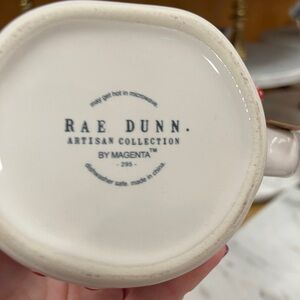 may get hot in microwave.
RAE DUNN.
ARTISAN COLLECTION
BY MAGENTA™
- 295 -
dishwasher safe. made in china.